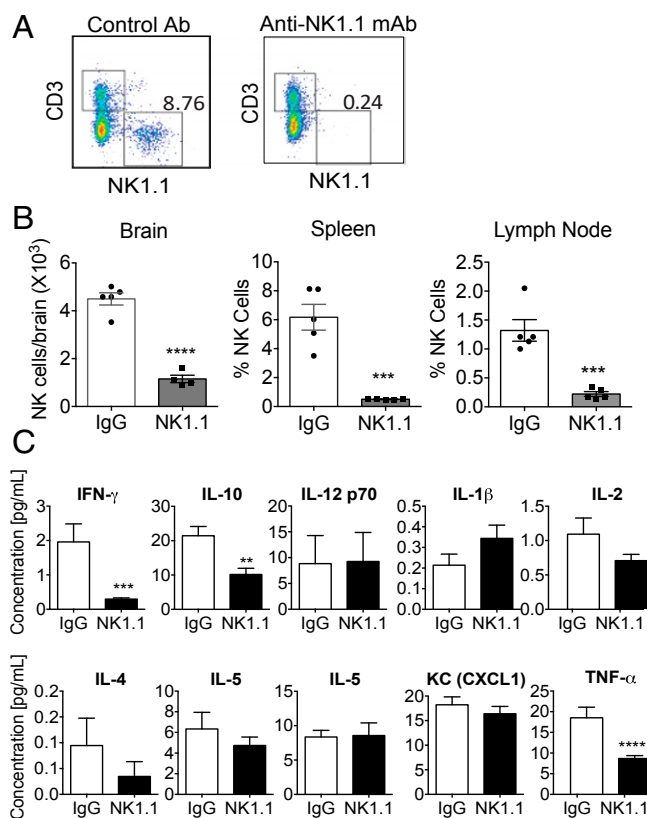 A
Control Ab
Anti-NK1.1 mAb
CD3
8.76
NK1.1
CD3
0.24
NK1.1
B
Brain
NK cells/brain (X10³)
6
4
2
0
****
IgG
NK1.1
Spleen
% NK Cells
10
8
6
4
2
0
***
IgG
NK1.1
Lymph Node
% NK Cells
2.5
2.0
1.5
1.0
0.5
0.0
***
IgG
NK1.1
C
Concentration [pg/mL]
IFN-γ
3
2
1
0
***
IgG NK1.1
IL-10
30
20
10
0
**
IgG NK1.1
IL-12 p70
20
15
10
5
0
IgG NK1.1
IL-1β
0.5
0.4
0.3
0.2
0.1
0.0
IgG NK1.1
IL-2
1.5
1.0
0.5
0.0
IgG NK1.1
Concentration [pg/mL]
IL-4
0.2
0.2
0.1
0.1
0.0
IgG NK1.1
IL-5
10
8
6
4
2
0
IgG NK1.1
IL-5
15
10
5
0
IgG NK1.1
KC (CXCL1)
20
15
10
5
0
IgG NK1.1
TNF-α
25
20
15
10
5
0
****
IgG NK1.1